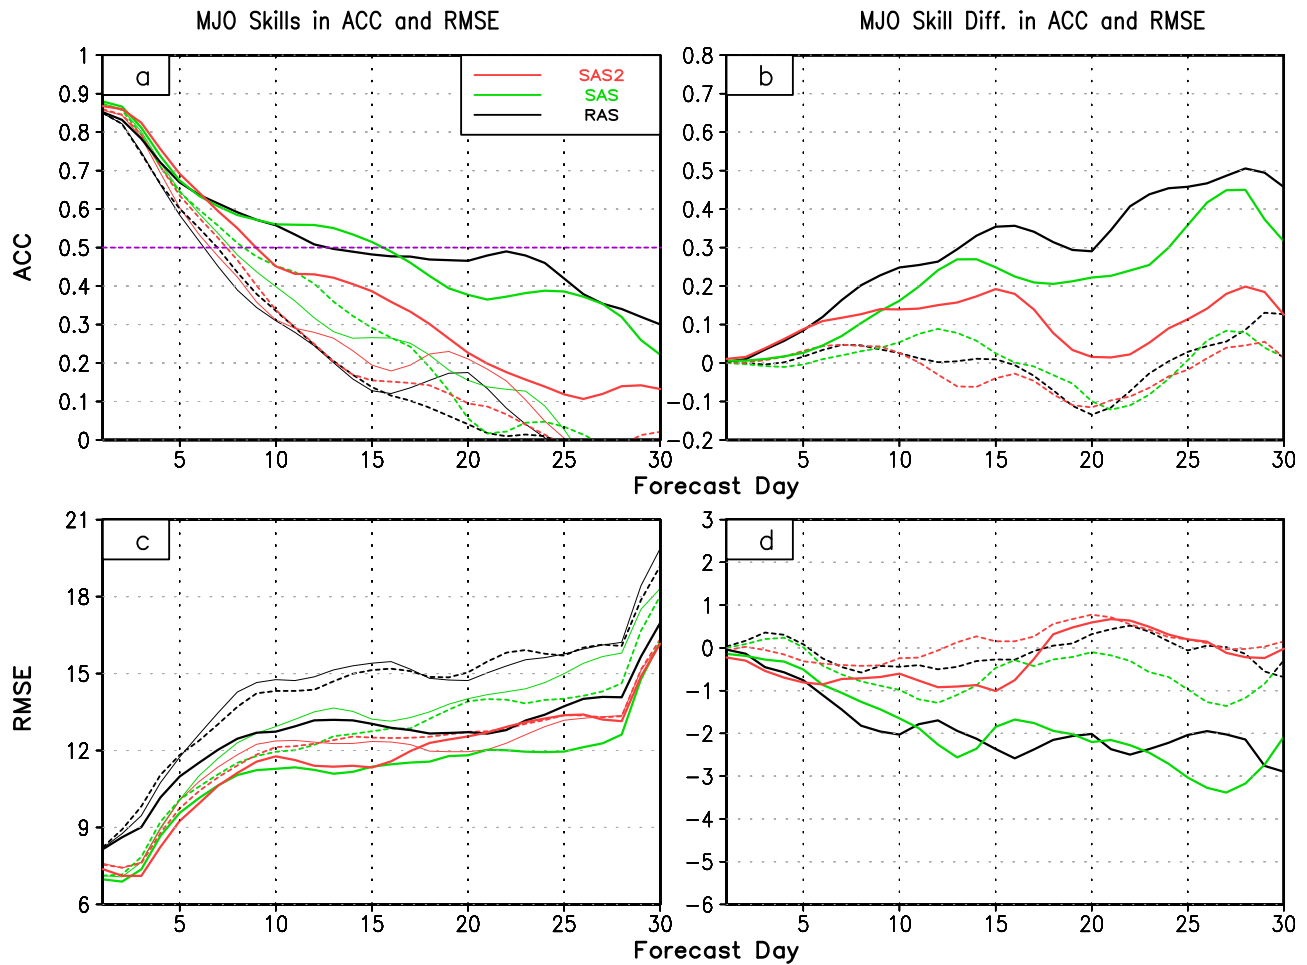 MJO Skills in ACC and RMSE
MJO Skill Diff. in ACC and RMSE
a
SAS2
SAS
RAS
ACC
1
0.9
0.8
0.7
0.6
0.5
0.4
0.3
0.2
0.1
0
5 10 15 20 25 30
Forecast Day
b
0.8
0.7
0.6
0.5
0.4
0.3
0.2
0.1
0
-0.1
-0.2
5 10 15 20 25 30
Forecast Day
c
RMSE
21
18
15
12
9
6
5 10 15 20 25 30
Forecast Day
d
3
2
1
0
-1
-2
-3
-4
-5
-6
5 10 15 20 25 30
Forecast Day